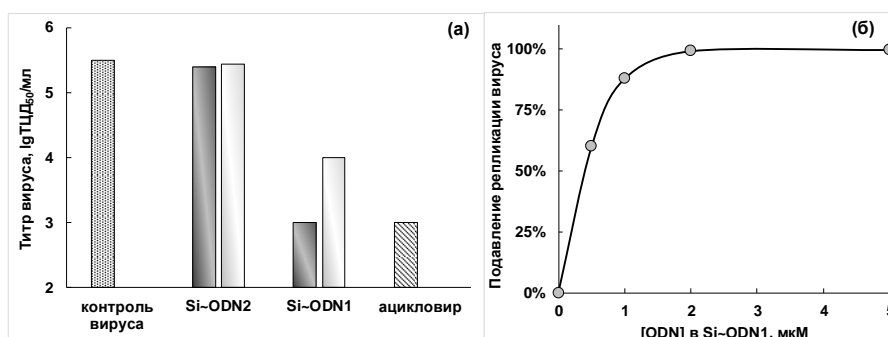 (а)
Титр вируса, lgТЦД50/мл
6
5
4
3
2
контроль вируса
Si~ODN2
Si~ODN1
ацикловир
(б)
Подавление репликации вируса
100%
75%
50%
25%
0%
0
1
2
3
4
5
[ODN] в Si~ODN1, мкМ